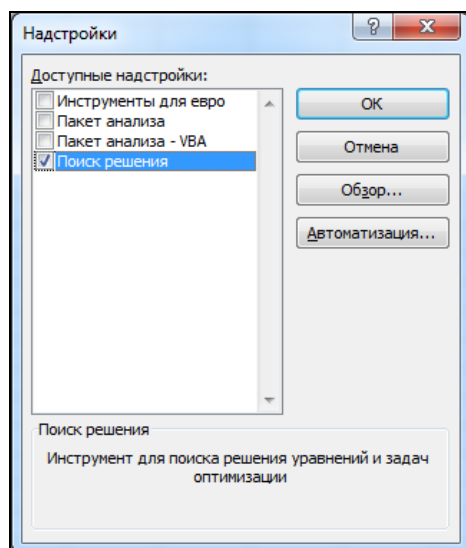 Надстройки
Доступные надстройки:
Инструменты для евро
Пакет анализа
Пакет анализа - VBA
Поиск решения
ОК
Отмена
Обзор...
Автоматизация...
Поиск решения
Инструмент для поиска решения уравнений и задач
оптимизации